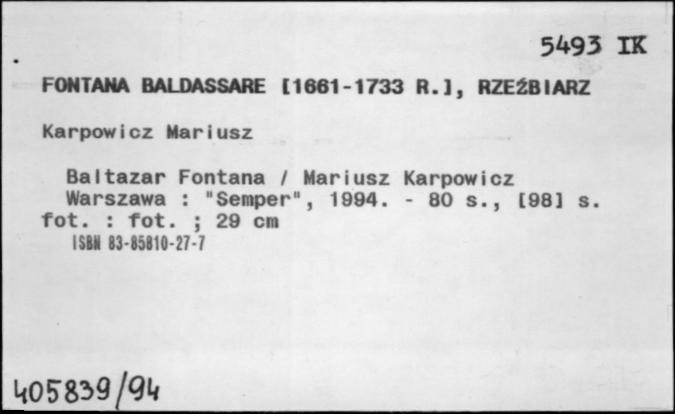 5493 IK
FONTANA BALDASSARE [1661-1733 R.], RZEŹBIARZ
Karpowicz Mariusz
Baltazar Fontana / Mariusz Karpowicz
Warszawa : "Semper", 1994. - 80 s., [98] s.
fot. : fot. ; 29 cm
ISBN 83-85810-27-7
405839/94